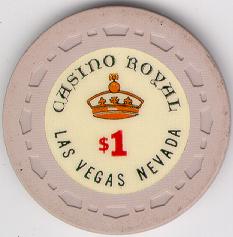 CASINO ROYAL
$1
LAS VEGAS NEVADA